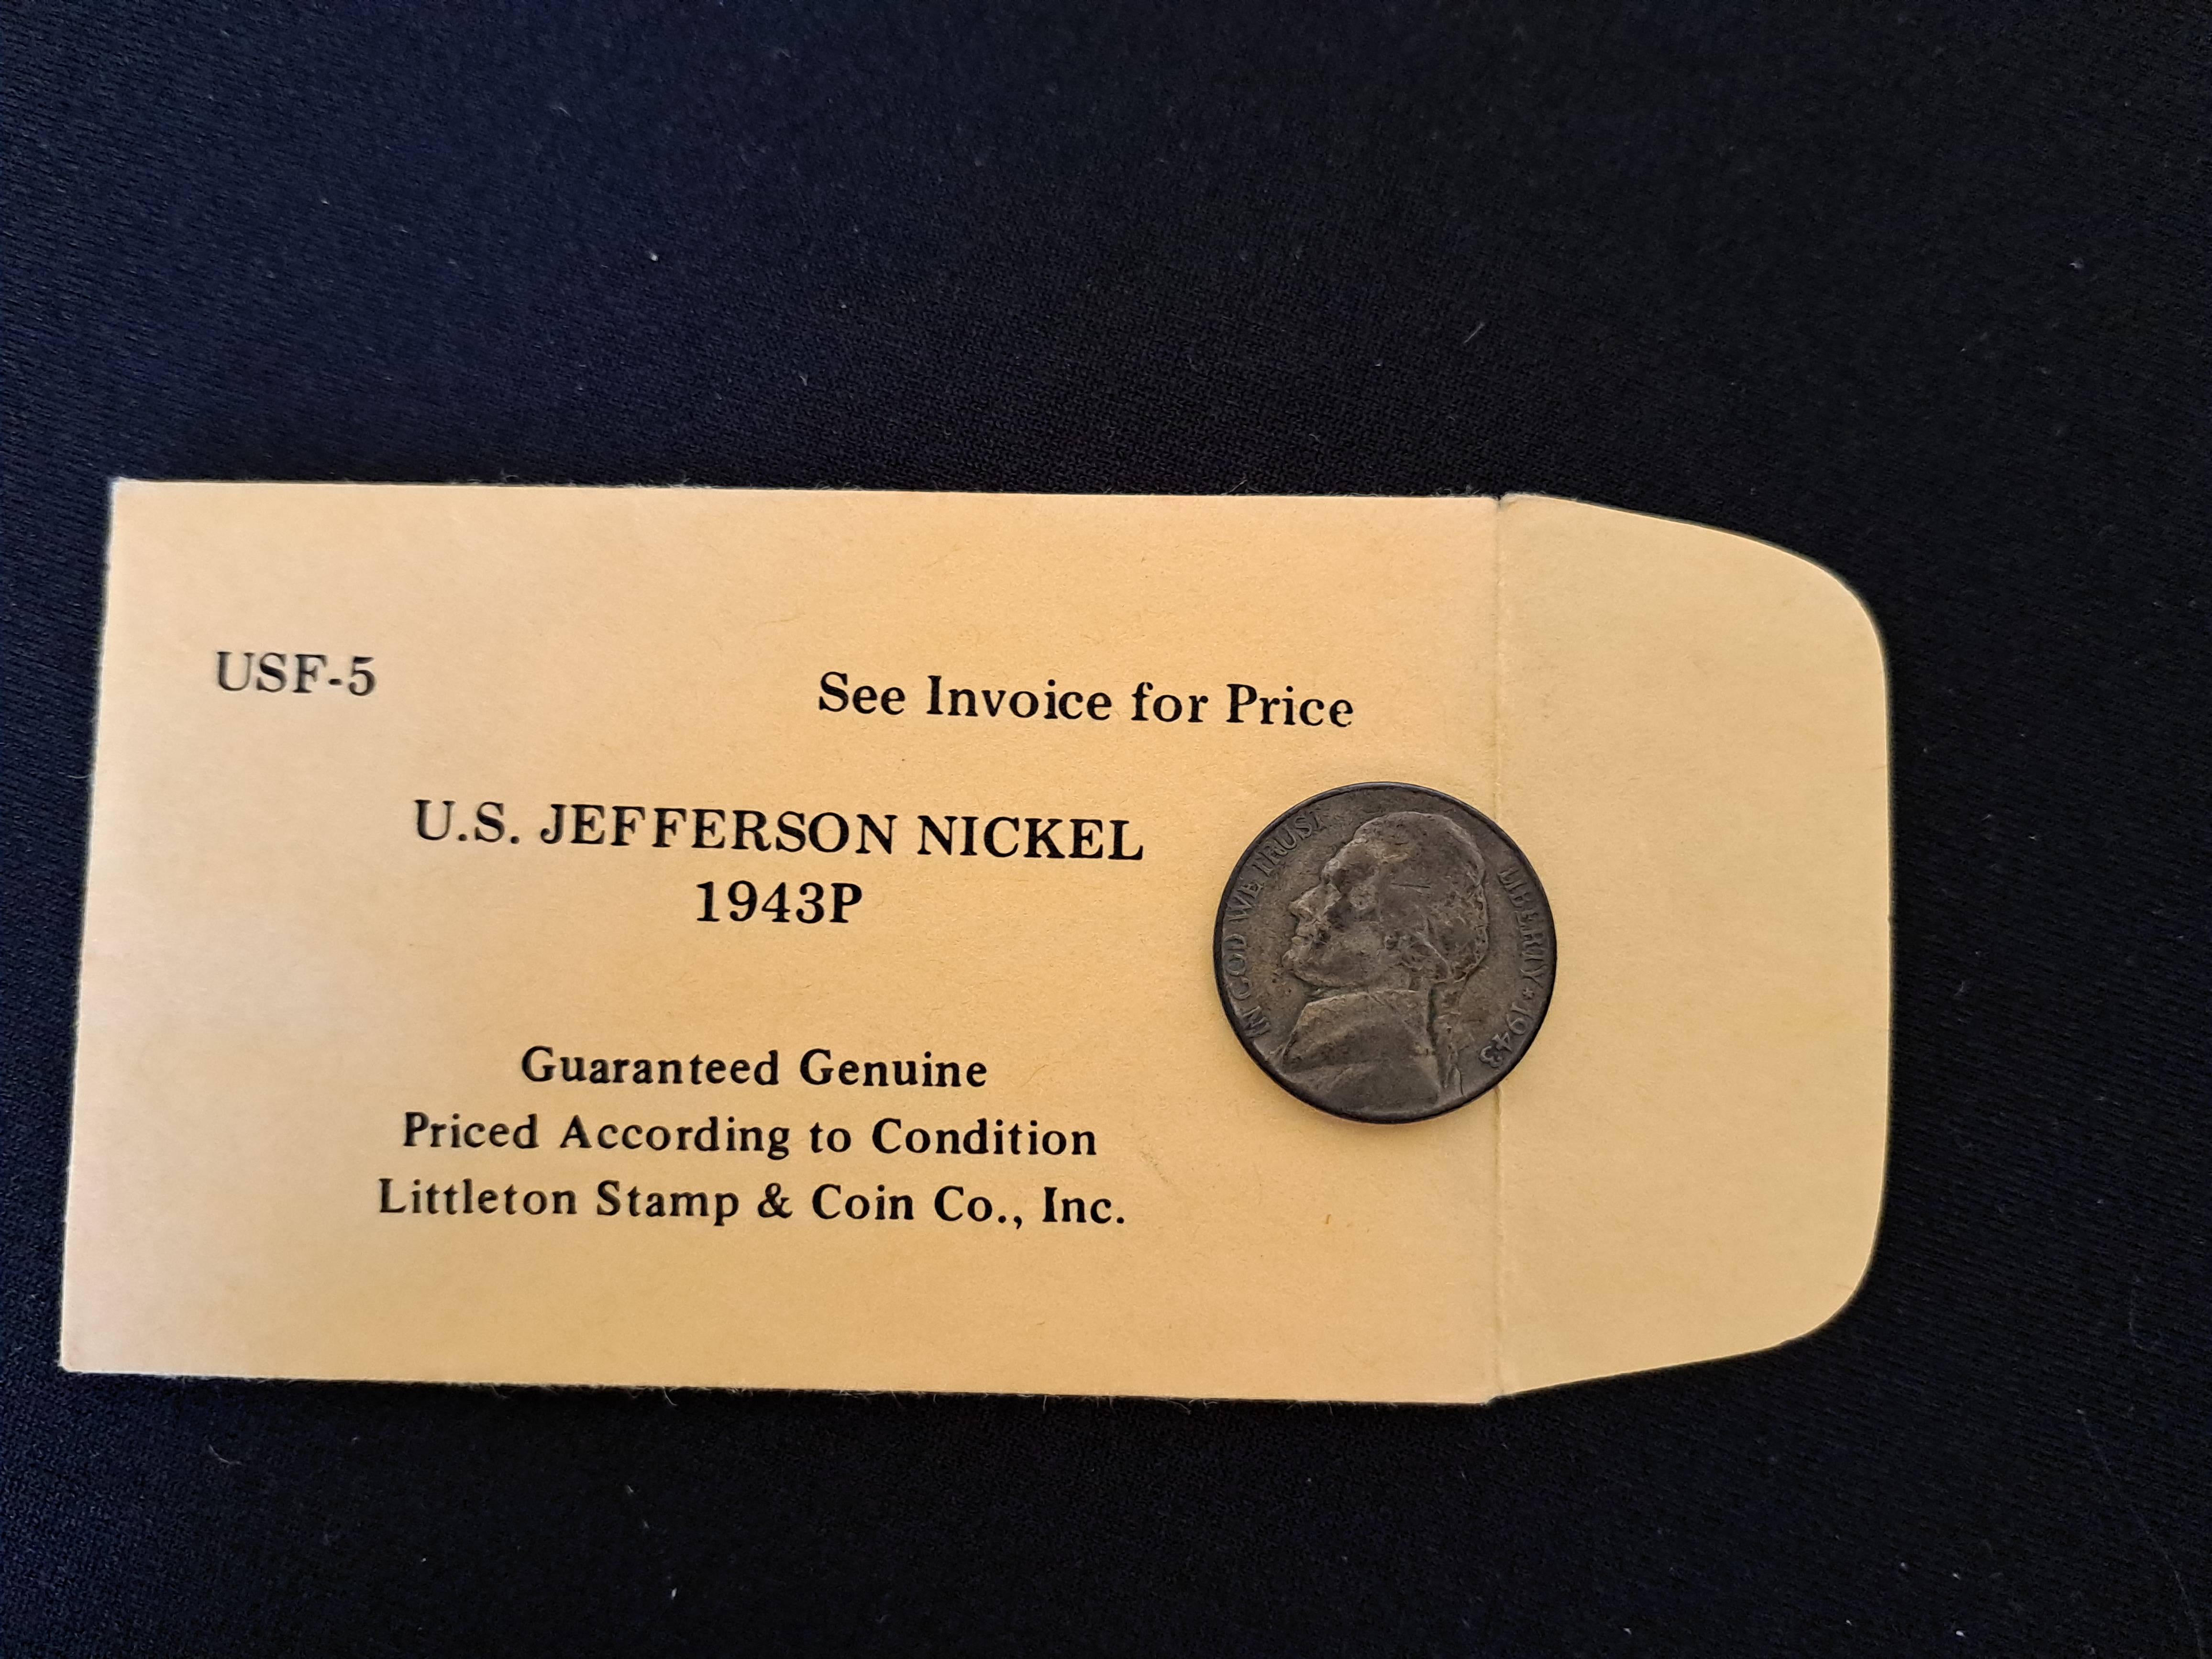 USF-5
See Invoice for Price
U.S. JEFFERSON NICKEL
1943P
Guaranteed Genuine
Priced According to Condition
Littleton Stamp & Coin Co., Inc.
IN GOD WE TRUST
LIBERTY ★ 1943